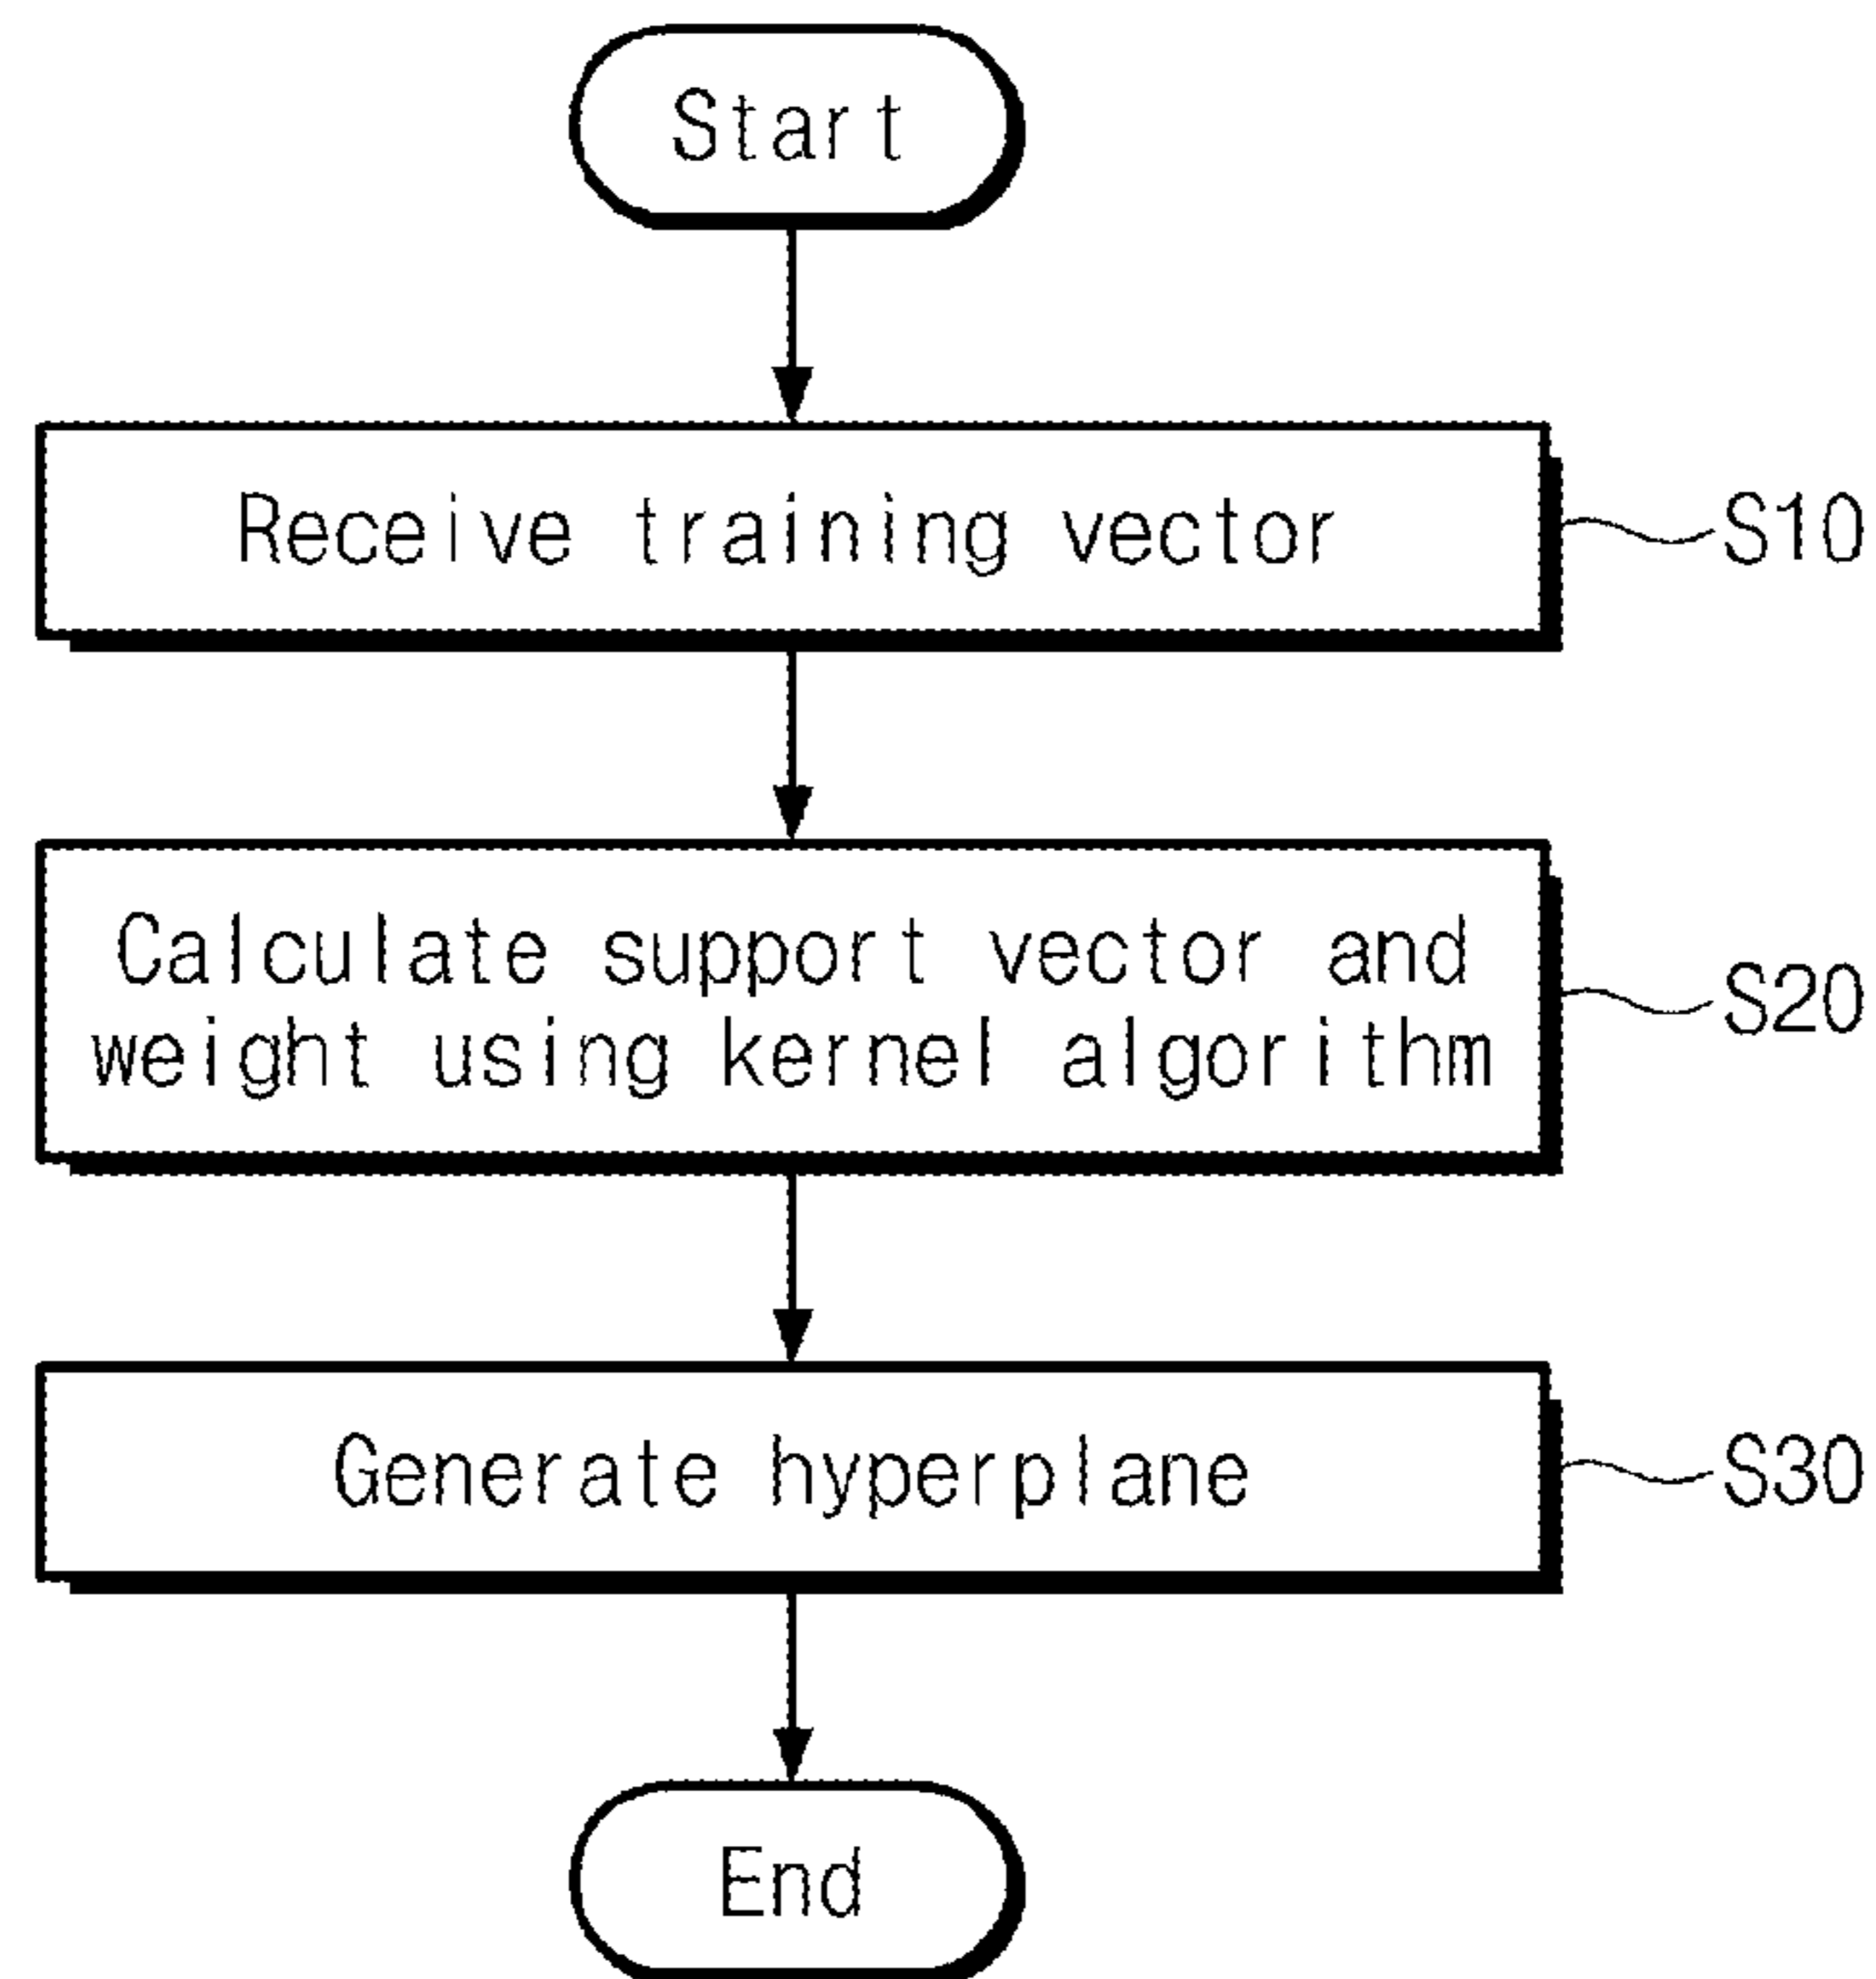 Start
Receive training vector
S10
Calculate support vector and
weight using kernel algorithm
S20
Generate hyperplane
S30
End